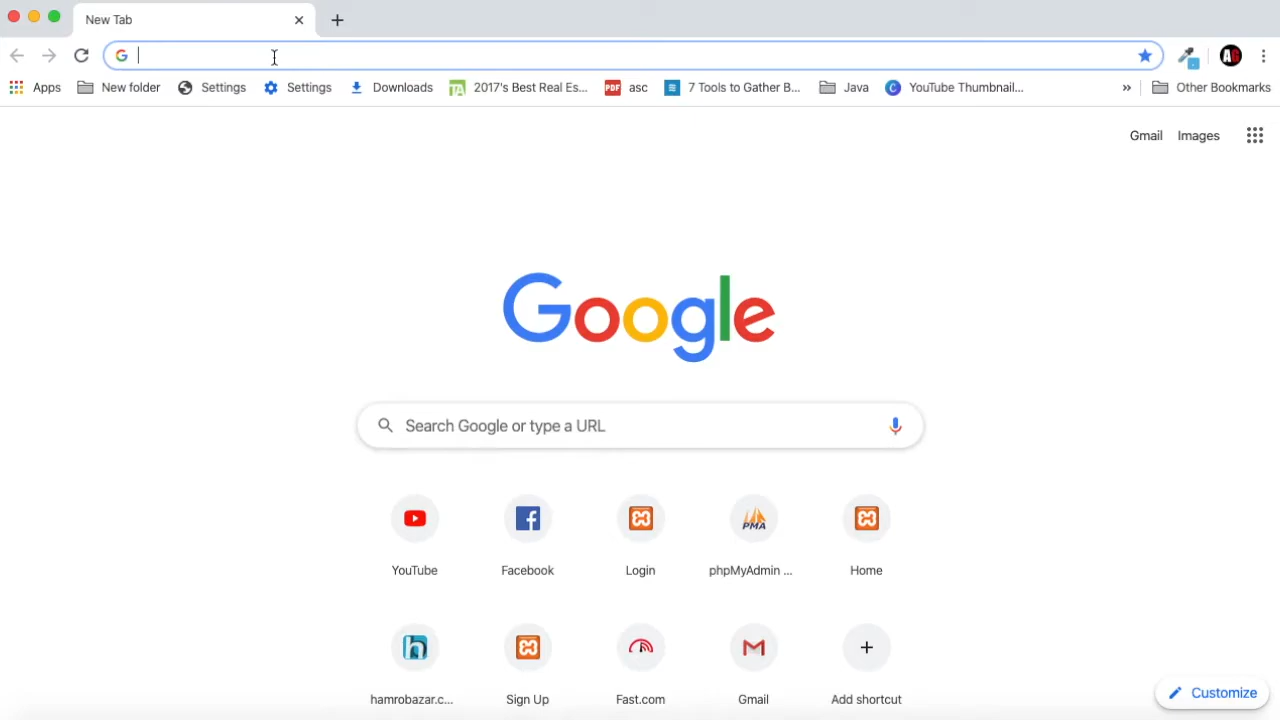 New Tab
Apps New folder Settings Settings Downloads 2017's Best Real Es... PDF asc 7 Tools to Gather B... Java YouTube Thumbnail... » Other Bookmarks
Gmail Images
Google
Search Google or type a URL
PMA
YouTube Facebook Login phpMyAdmin ... Home
hamrobazar.c... Sign Up Fast.com Gmail Add shortcut
Customize